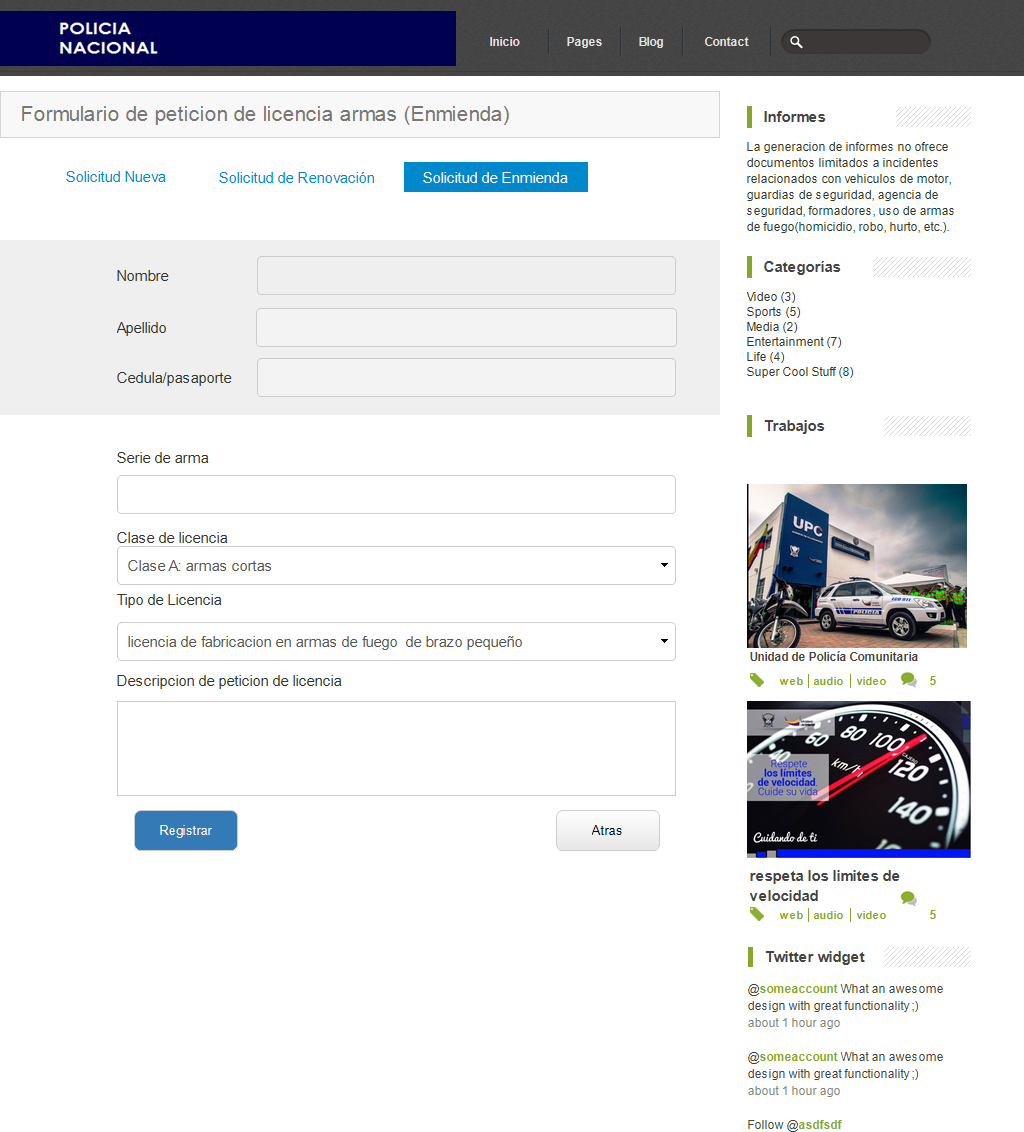 POLICIA
NACIONAL
Inicio
Pages
Blog
Contact
Formulario de peticion de licencia armas (Enmienda)
Solicitud Nueva
Solicitud de Renovación
Solicitud de Enmienda
Nombre
Apellido
Cedula/pasaporte
Serie de arma
Clase de licencia
Clase A: armas cortas
Tipo de Licencia
licencia de fabricacion en armas de fuego  de brazo pequeño
Descripcion de peticion de licencia
Registrar
Atras
Informes
La generacion de informes no ofrece
documentos limitados a incidentes
relacionados con vehiculos de motor,
guardias de seguridad, agencia de
seguridad, formadores, uso de armas
de fuego(homicidio, robo, hurto, etc.).
Categorías
Video (3)
Sports (5)
Media (2)
Entertainment (7)
Life (4)
Super Cool Stuff (8)
Trabajos
UPC
POLICIA
Unidad de Policía Comunitaria
web | audio | video 5
60 80 100 120 140
km/h
Respete
los límites
de velocidad.
Cuide su vida
Cuidando de ti
respeta los limites de
velocidad
web | audio | video 5
Twitter widget
@someaccount What an awesome
design with great functionality ;)
about 1 hour ago
@someaccount What an awesome
design with great functionality ;)
about 1 hour ago
Follow @asdfsdf